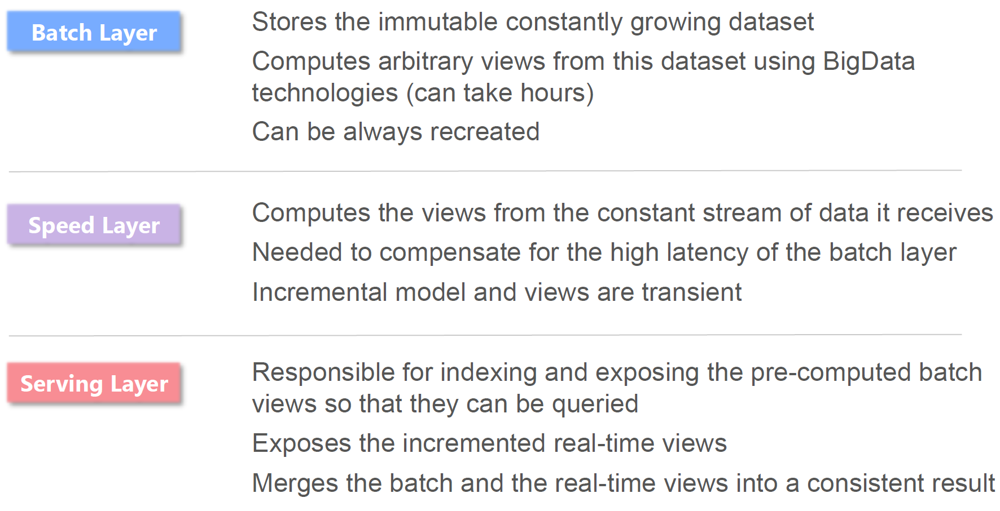 Batch Layer
Stores the immutable constantly growing dataset
Computes arbitrary views from this dataset using BigData
technologies (can take hours)
Can be always recreated
Speed Layer
Computes the views from the constant stream of data it receives
Needed to compensate for the high latency of the batch layer
Incremental model and views are transient
Serving Layer
Responsible for indexing and exposing the pre-computed batch
views so that they can be queried
Exposes the incremented real-time views
Merges the batch and the real-time views into a consistent result